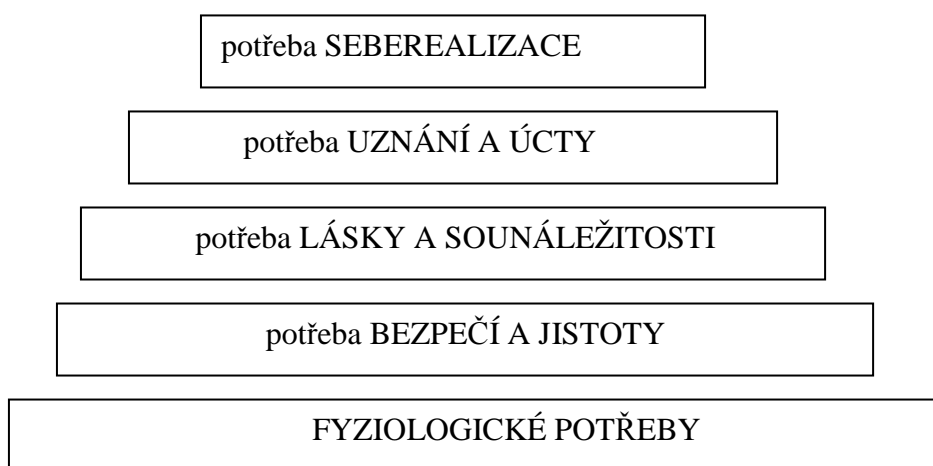 potřeba SEBEREALIZACE
potřeba UZNÁNÍ A ÚCTY
potřeba LÁSKY A SOUNÁLEŽITOSTI
potřeba BEZPEČÍ A JISTOTY
FYZIOLOGICKÉ POTŘEBY